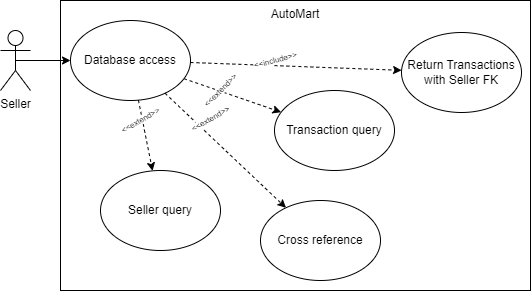 AutoMart
Seller
Database access
<<include>>
Return Transactions
with Seller FK
<<extend>>
Transaction query
<<extend>>
<<extend>>
Seller query
Cross reference